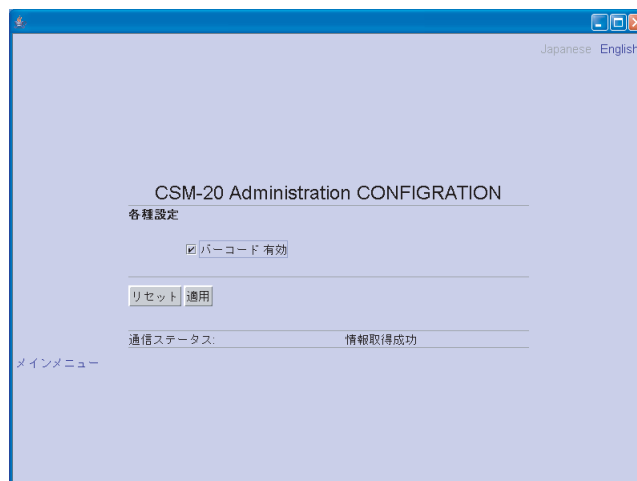 Japanese English
CSM-20 Administration CONFIGRATION
各種設定
バーコード 有効
リセット 適用
通信ステータス: 情報取得成功
メインメニュー